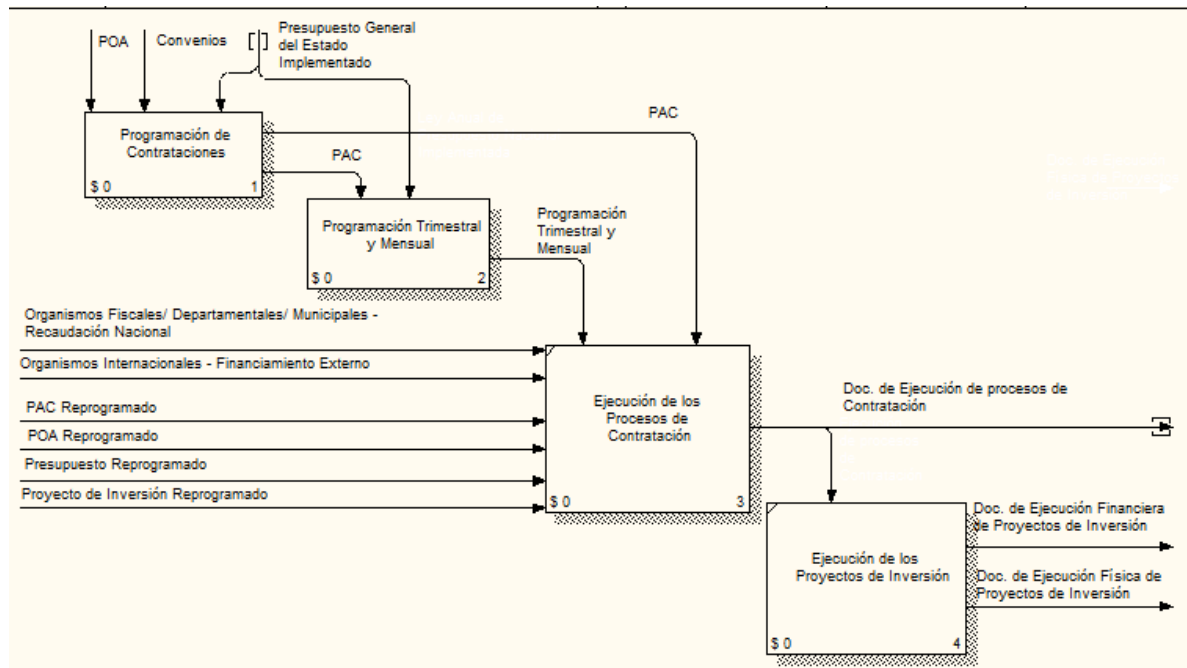 POA
Convenios
Presupuesto General
del Estado
Implementado
Programación de
Contrataciones
$ 0
1
PAC
PAC
Programación Trimestral
y Mensual
$ 0
2
Programación
Trimestral y
Mensual
Organismos Fiscales/ Departamentales/ Municipales -
Recaudación Nacional
Organismos Internacionales - Financiamiento Externo
PAC Reprogramado
POA Reprogramado
Presupuesto Reprogramado
Proyecto de Inversión Reprogramado
Ejecución de los
Procesos de
Contratación
$ 0
3
Doc. de Ejecución de procesos de
Contratación
Ejecución de los
Proyectos de Inversión
$ 0
4
Doc. de Ejecución Financiera
de Proyectos de Inversión
Doc. de Ejecución Física de
Proyectos de Inversión